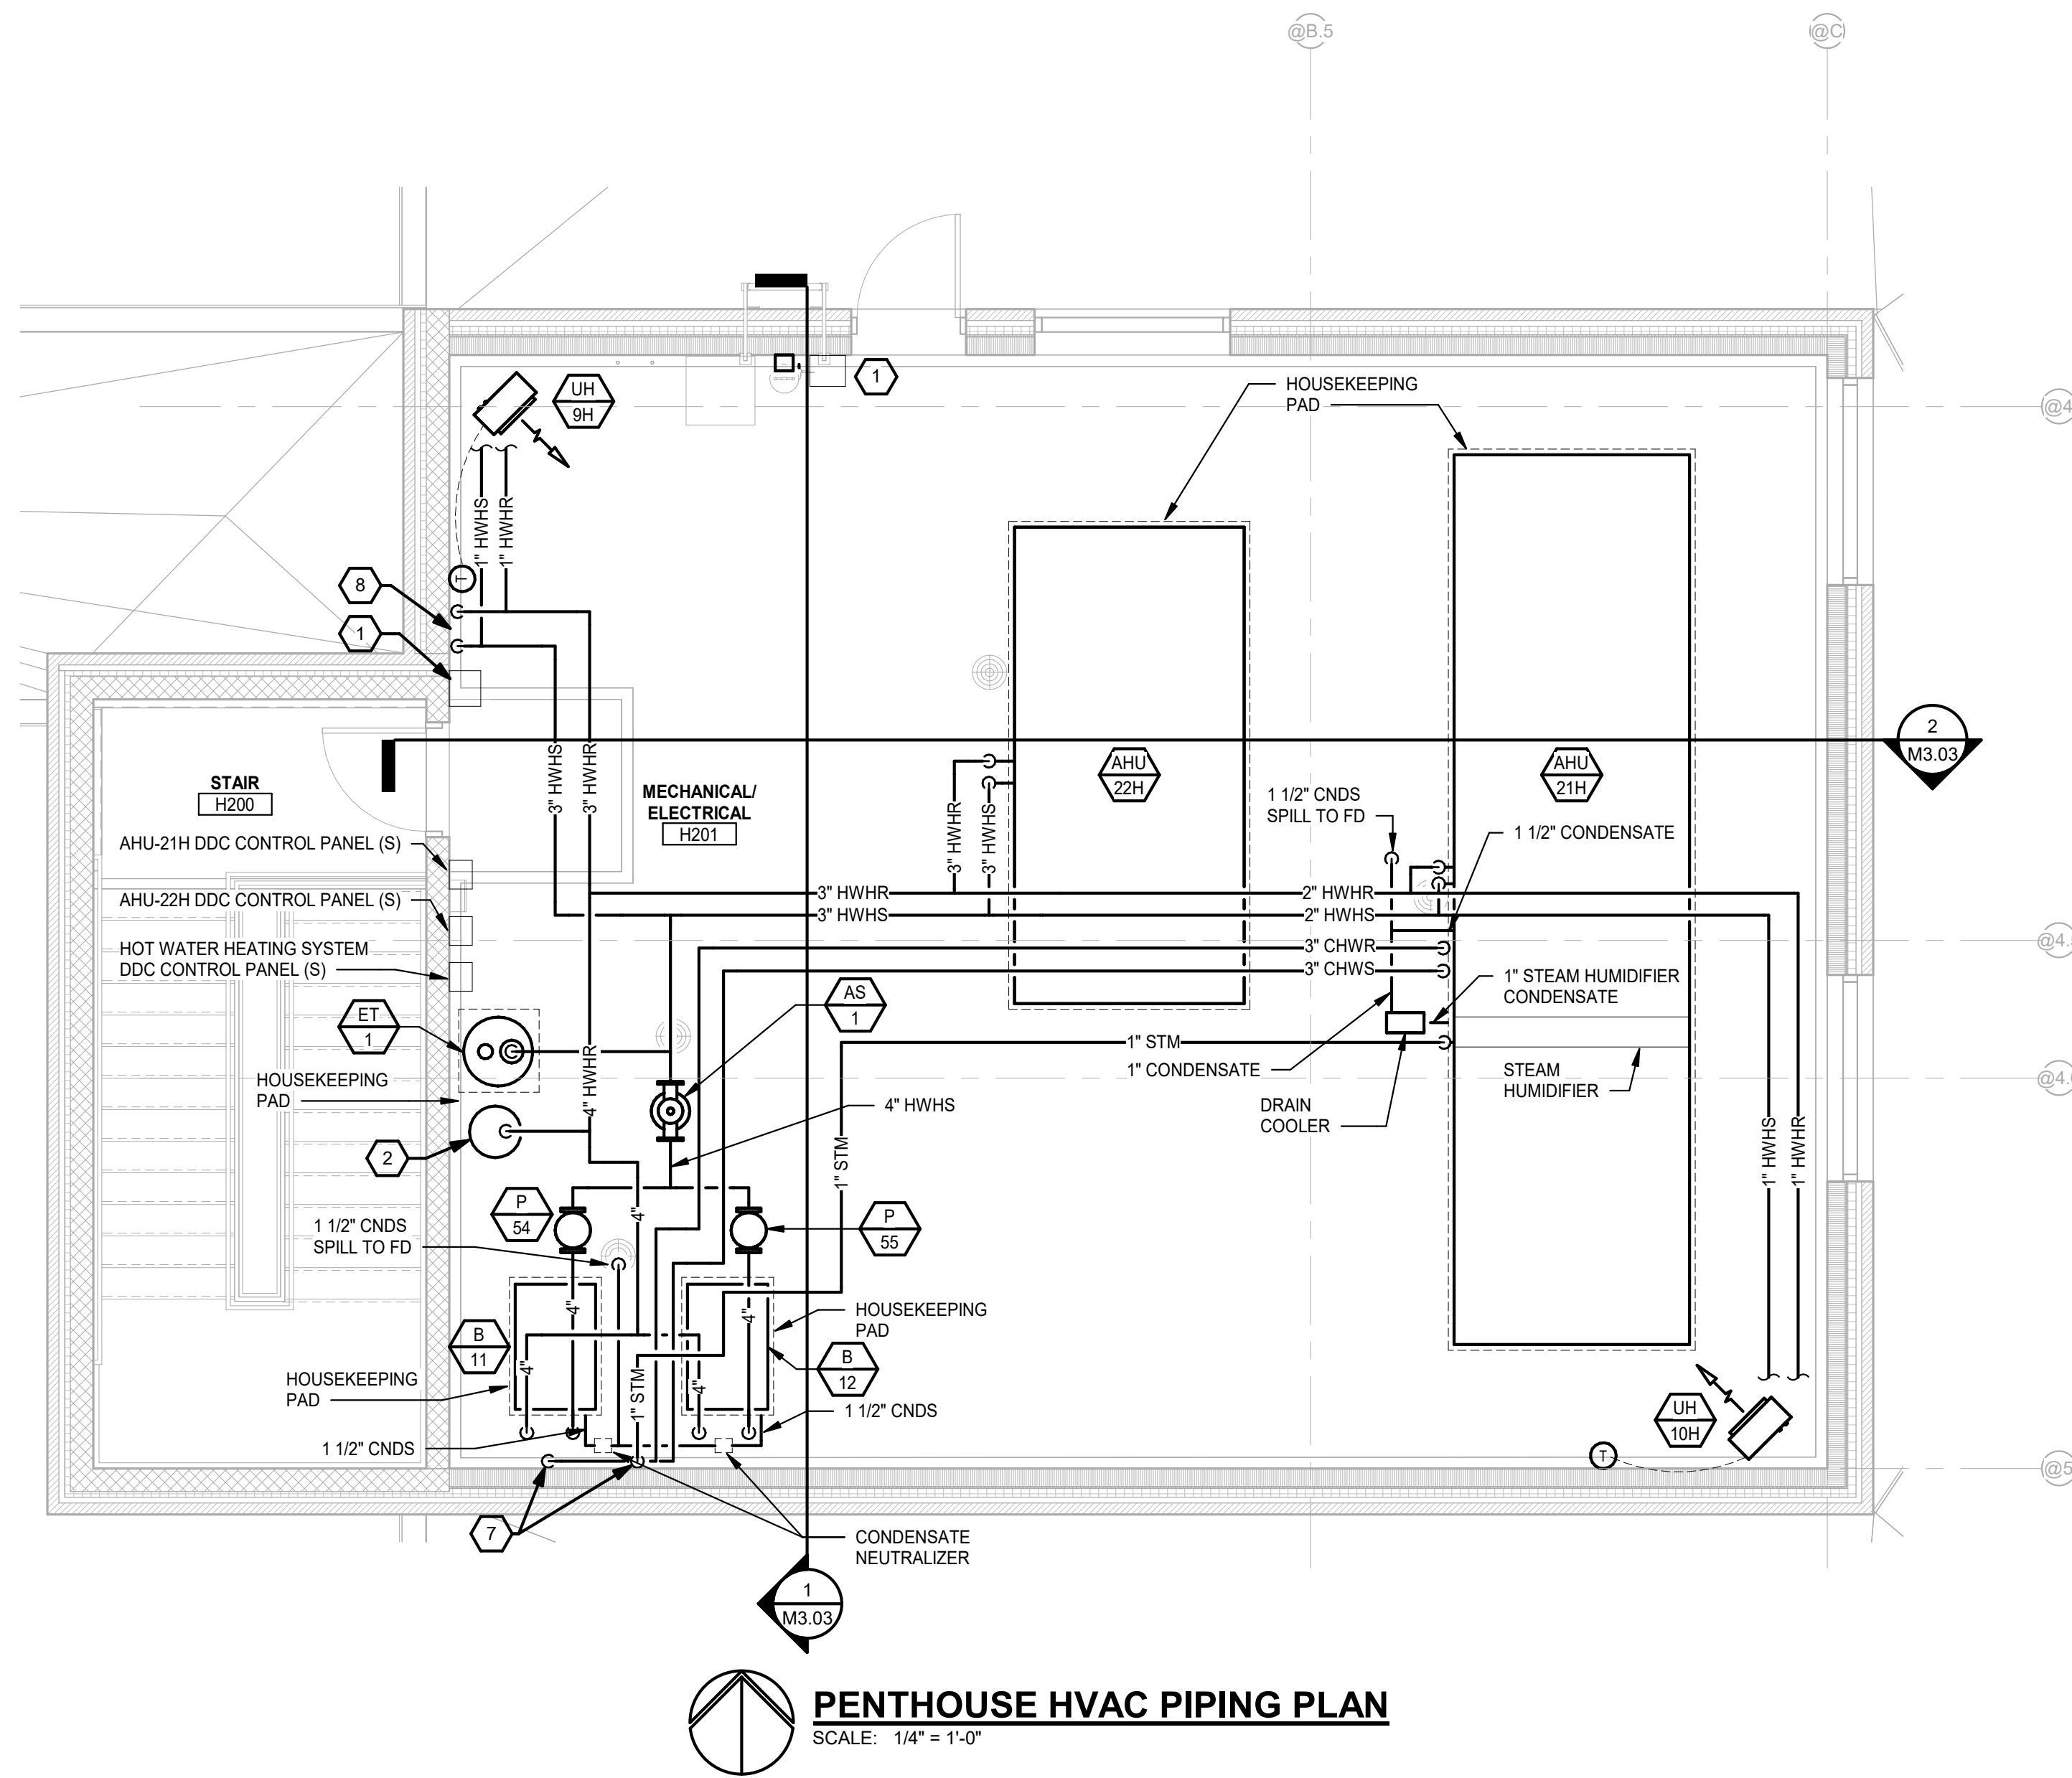 @B.5
@C
HOUSEKEEPING
PAD
UH
9H
1
@4
1" HWHS
1" HWHR
8
1
2
M3.03
STAIR
H200
3" HWHS
3" HWHR
MECHANICAL/
ELECTRICAL
H201
AHU
22H
AHU
21H
1 1/2" CNDS
SPILL TO FD
3" HWHR
3" HWHS
1 1/2" CONDENSATE
AHU-21H DDC CONTROL PANEL (S)
AHU-22H DDC CONTROL PANEL (S)
3" HWHR
2" HWHR
3" HWHS
2" HWHS
HOT WATER HEATING SYSTEM
DDC CONTROL PANEL (S)
3" CHWR
3" CHWS
1" STEAM HUMIDIFIER
CONDENSATE
ET
1
AS
1
1" STM
1" CONDENSATE
STEAM
HUMIDIFIER
HOUSEKEEPING
PAD
4" HWHR
4" HWHS
DRAIN
COOLER
2
1" STM
1" HWHS
1" HWHR
P
54
4"
P
55
1 1/2" CNDS
SPILL TO FD
4"
4"
HOUSEKEEPING
PAD
B
11
4"
B
12
HOUSEKEEPING
PAD
1" STM
4"
1 1/2" CNDS
1 1/2" CNDS
UH
10H
T
T
@5
7
CONDENSATE
NEUTRALIZER
1
M3.03
PENTHOUSE HVAC PIPING PLAN
SCALE: 1/4" = 1'-0"